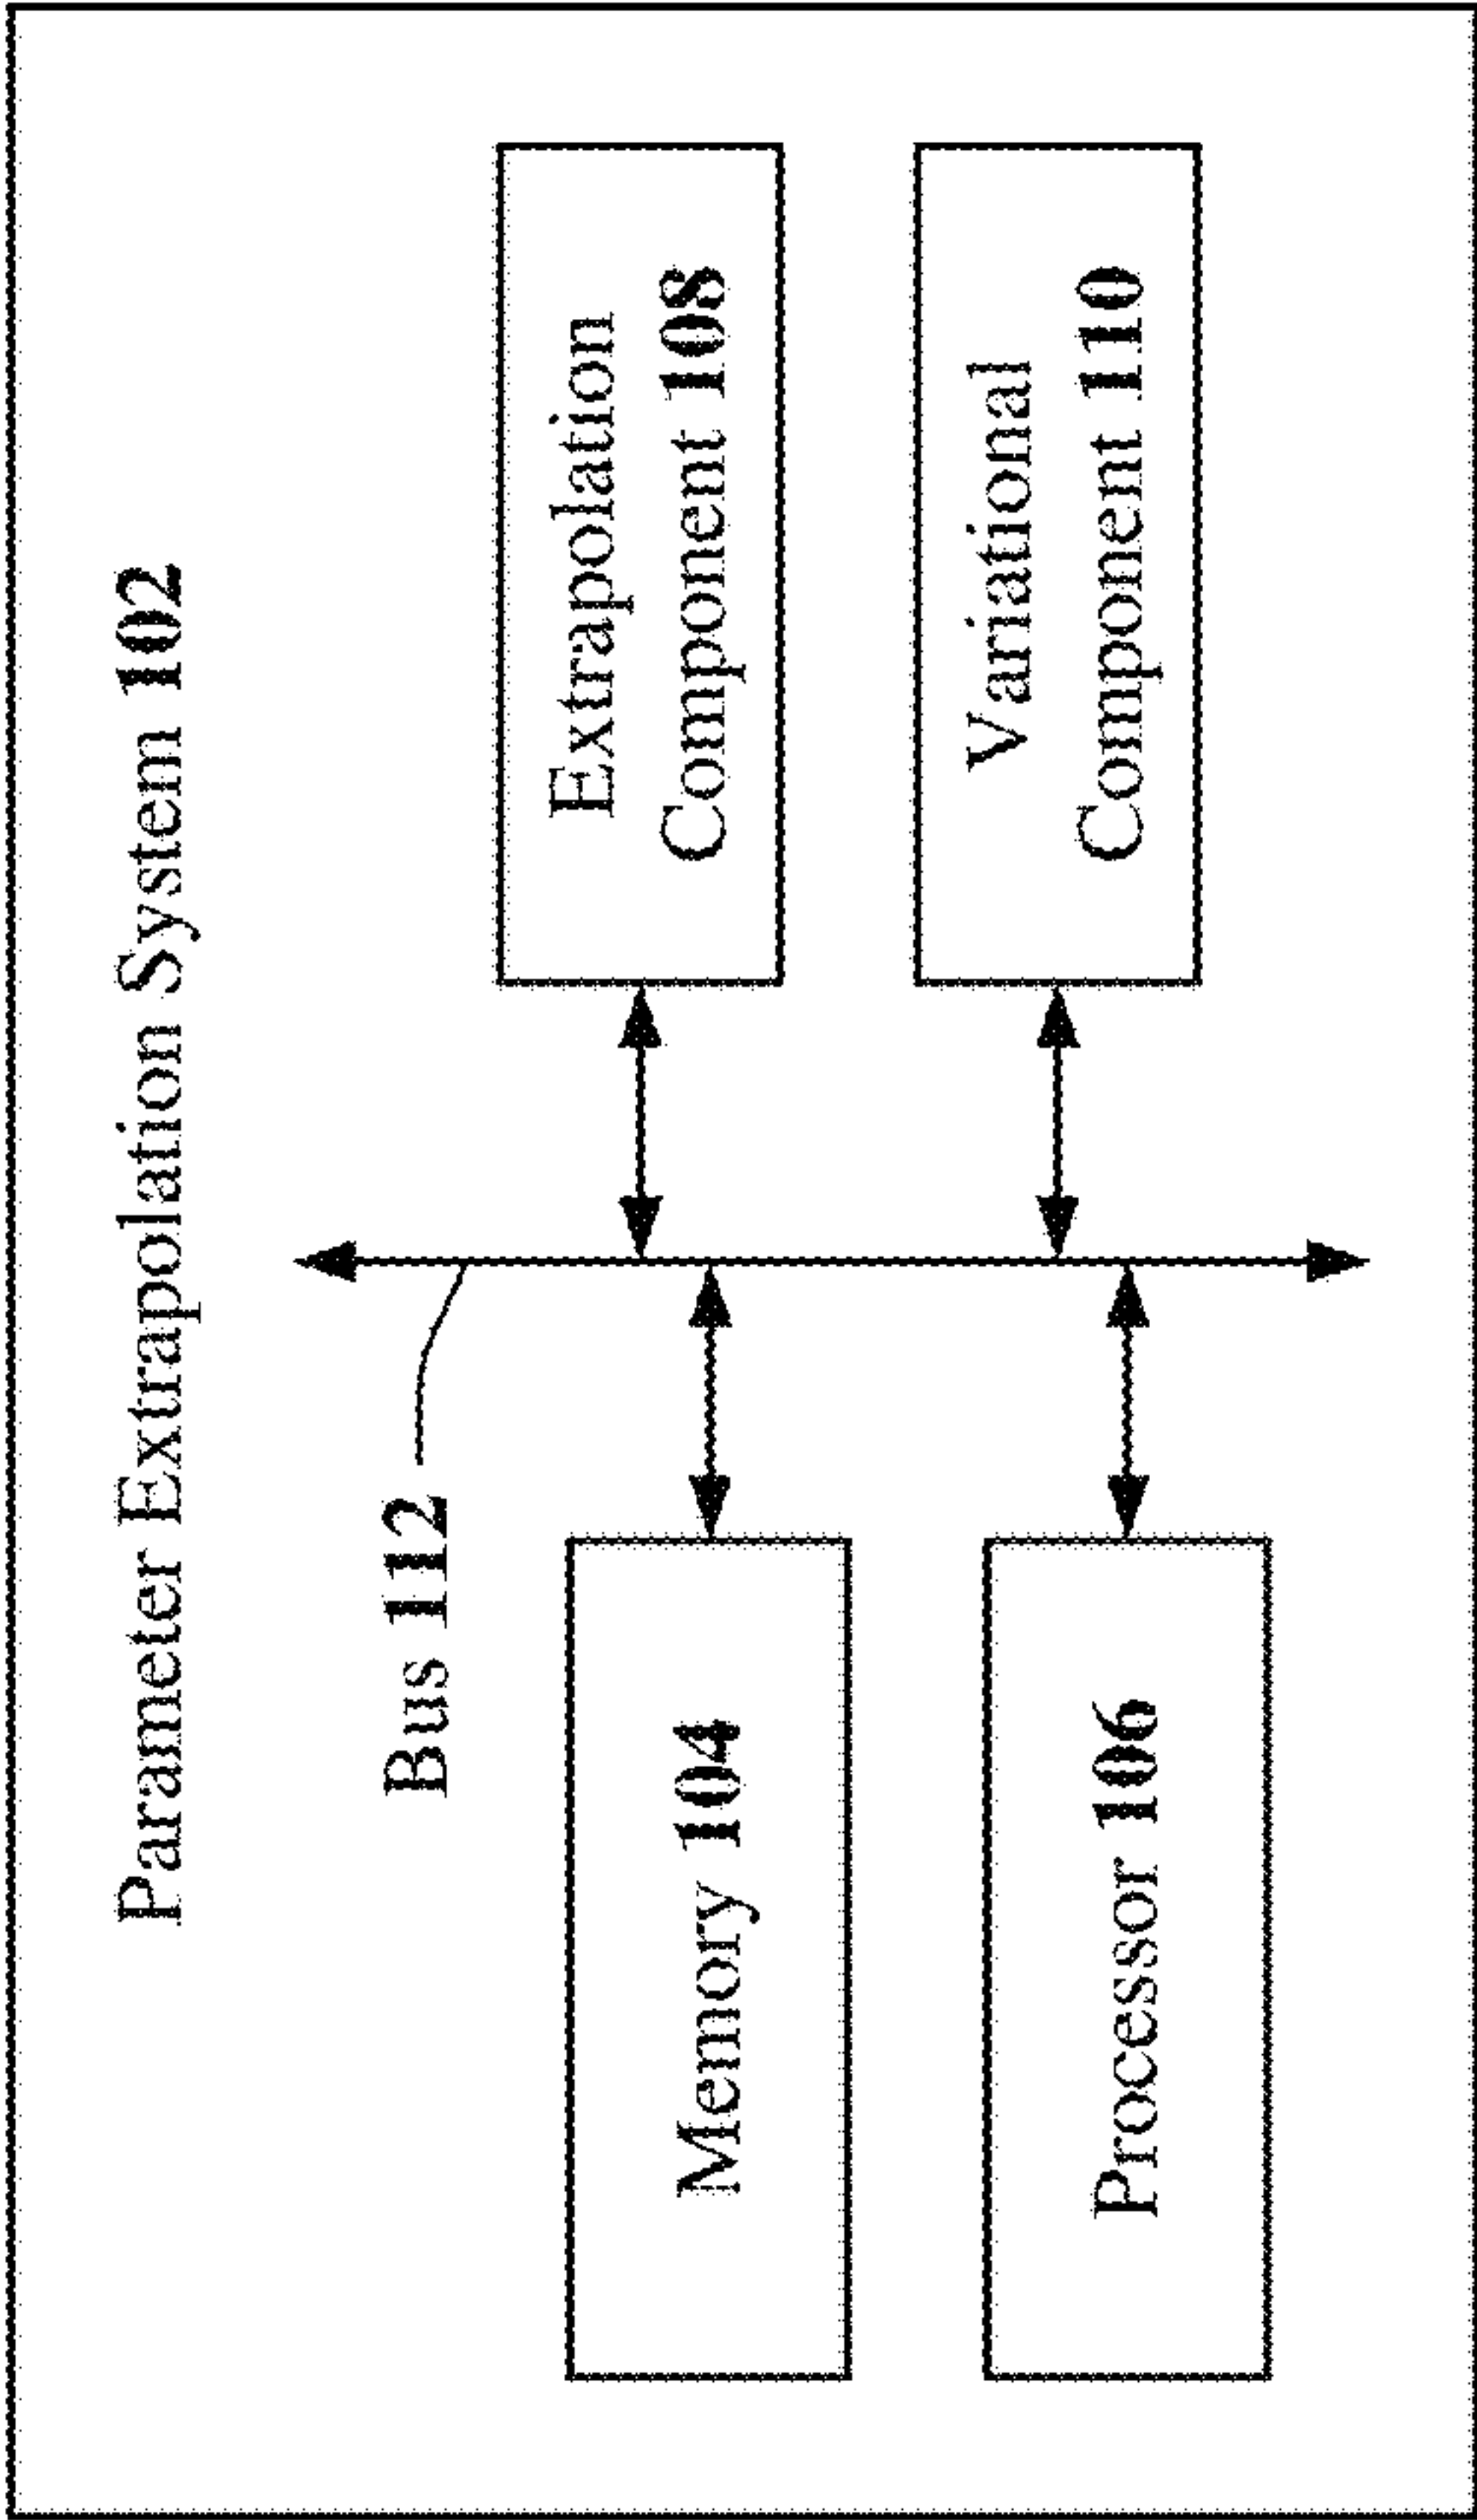 Parameter Extrapolation System 102
Bus 112
Memory 104
Processor 106
Extrapolation
Component 108
Variational
Component 110